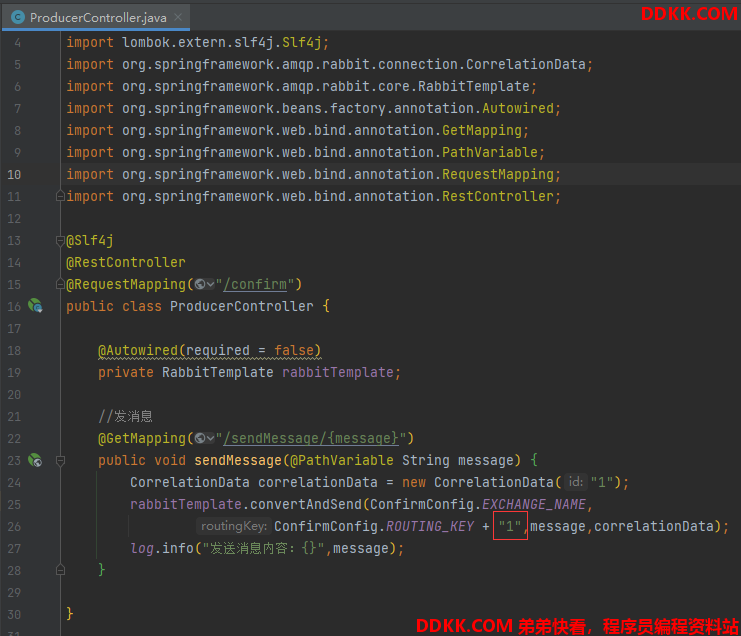 ProducerController.java
DDKK.COM
4 import lombok.extern.slf4j.Slf4j;
5 import org.springframework.amqp.rabbit.connection.CorrelationData;
6 import org.springframework.amqp.rabbit.core.RabbitTemplate;
7 import org.springframework.beans.factory.annotation.Autowired;
8 import org.springframework.web.bind.annotation.GetMapping;
9 import org.springframework.web.bind.annotation.PathVariable;
10 import org.springframework.web.bind.annotation.RequestMapping;
11 import org.springframework.web.bind.annotation.RestController;
12
13 @Slf4j
14 @RestController
15 @RequestMapping("/confirm")
16 public class ProducerController {
17
18 @Autowired(required = false)
19 private RabbitTemplate rabbitTemplate;
20
21 //发消息
22 @GetMapping("/sendMessage/{message}")
23 public void sendMessage(@PathVariable String message) {
24 CorrelationData correlationData = new CorrelationData( id: "1");
25 rabbitTemplate.convertAndSend(ConfirmConfig.EXCHANGE_NAME,
26 routingKey: ConfirmConfig.ROUTING_KEY + "1",message,correlationData);
27 log.info("发送消息内容: {}",message);
28 }
29
30 }
DDKK.COM 弟弟快看，程序员编程资料站